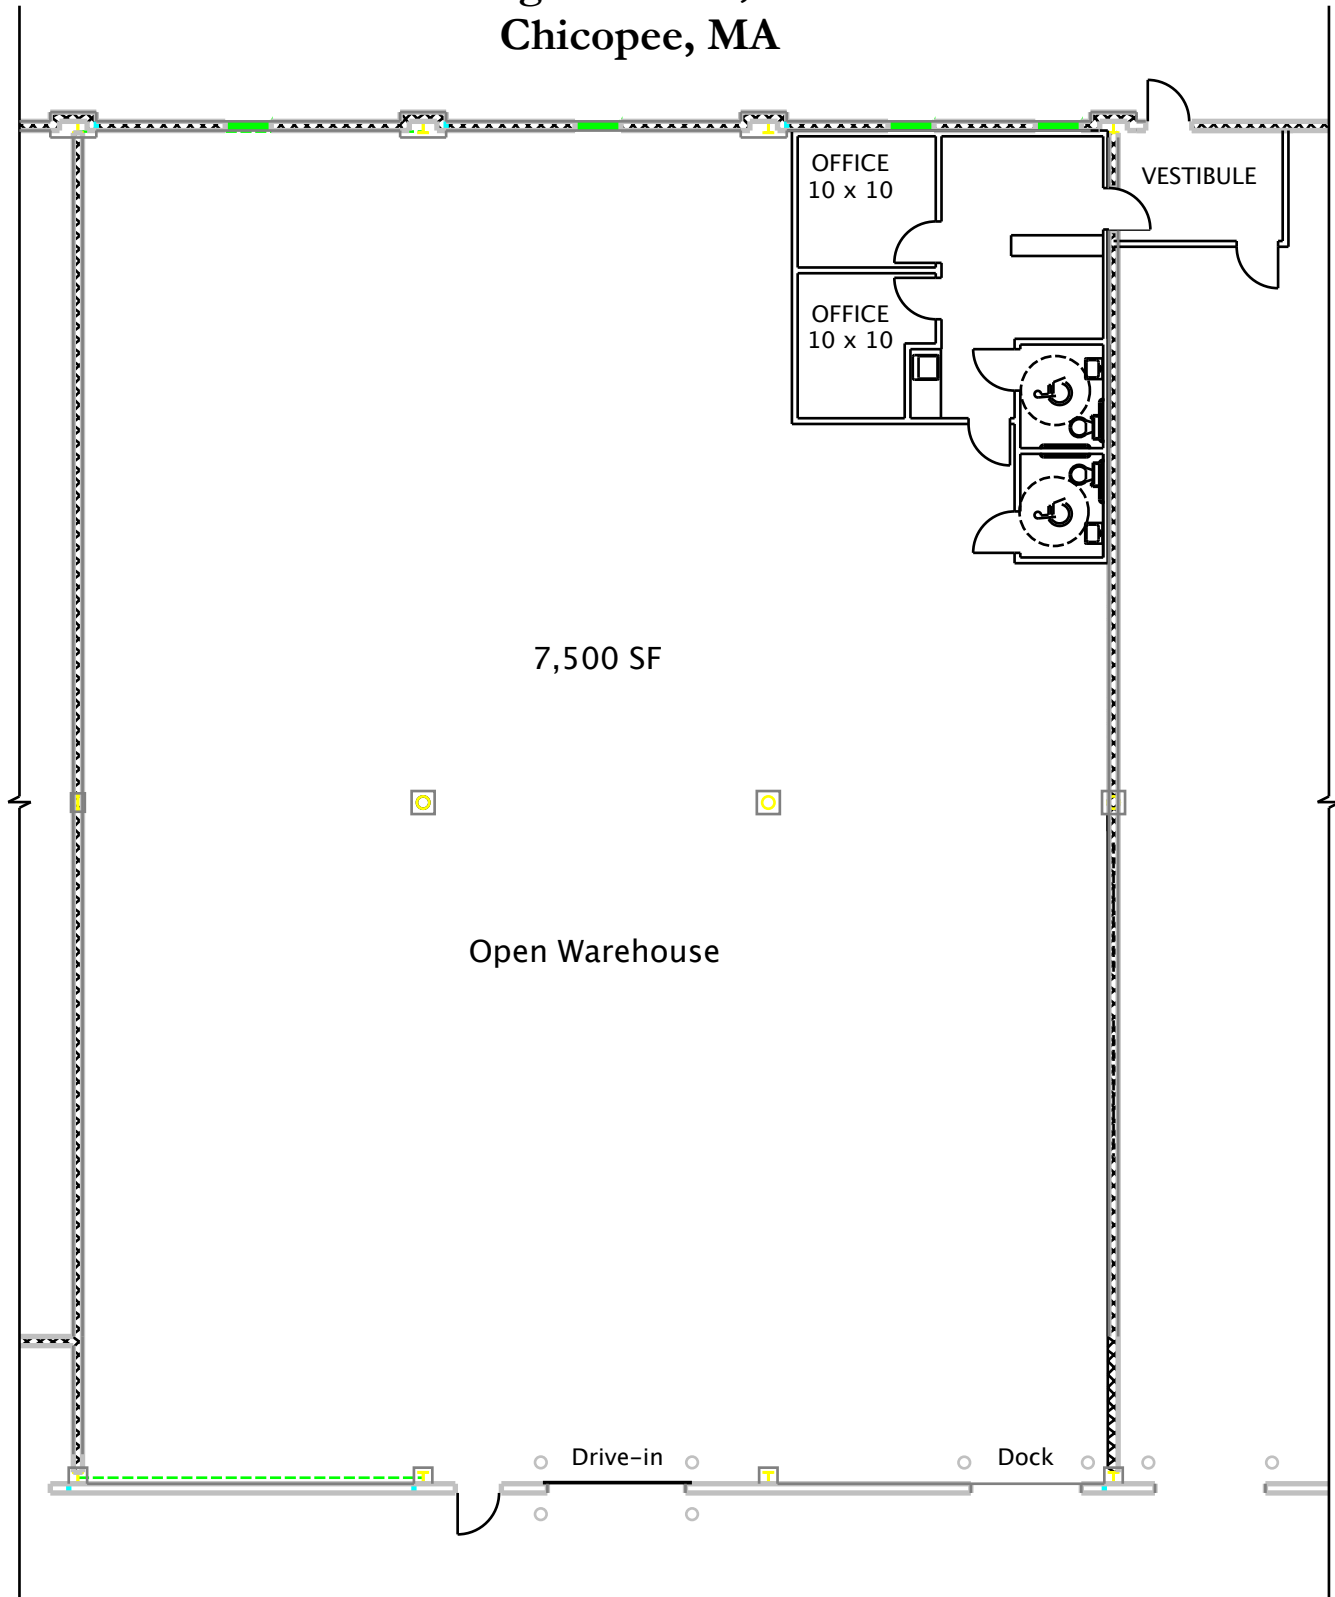 Chicopee, MA
OFFICE
10 x 10
VESTIBULE
OFFICE
10 x 10
7,500 SF
Open Warehouse
Drive-in
Dock